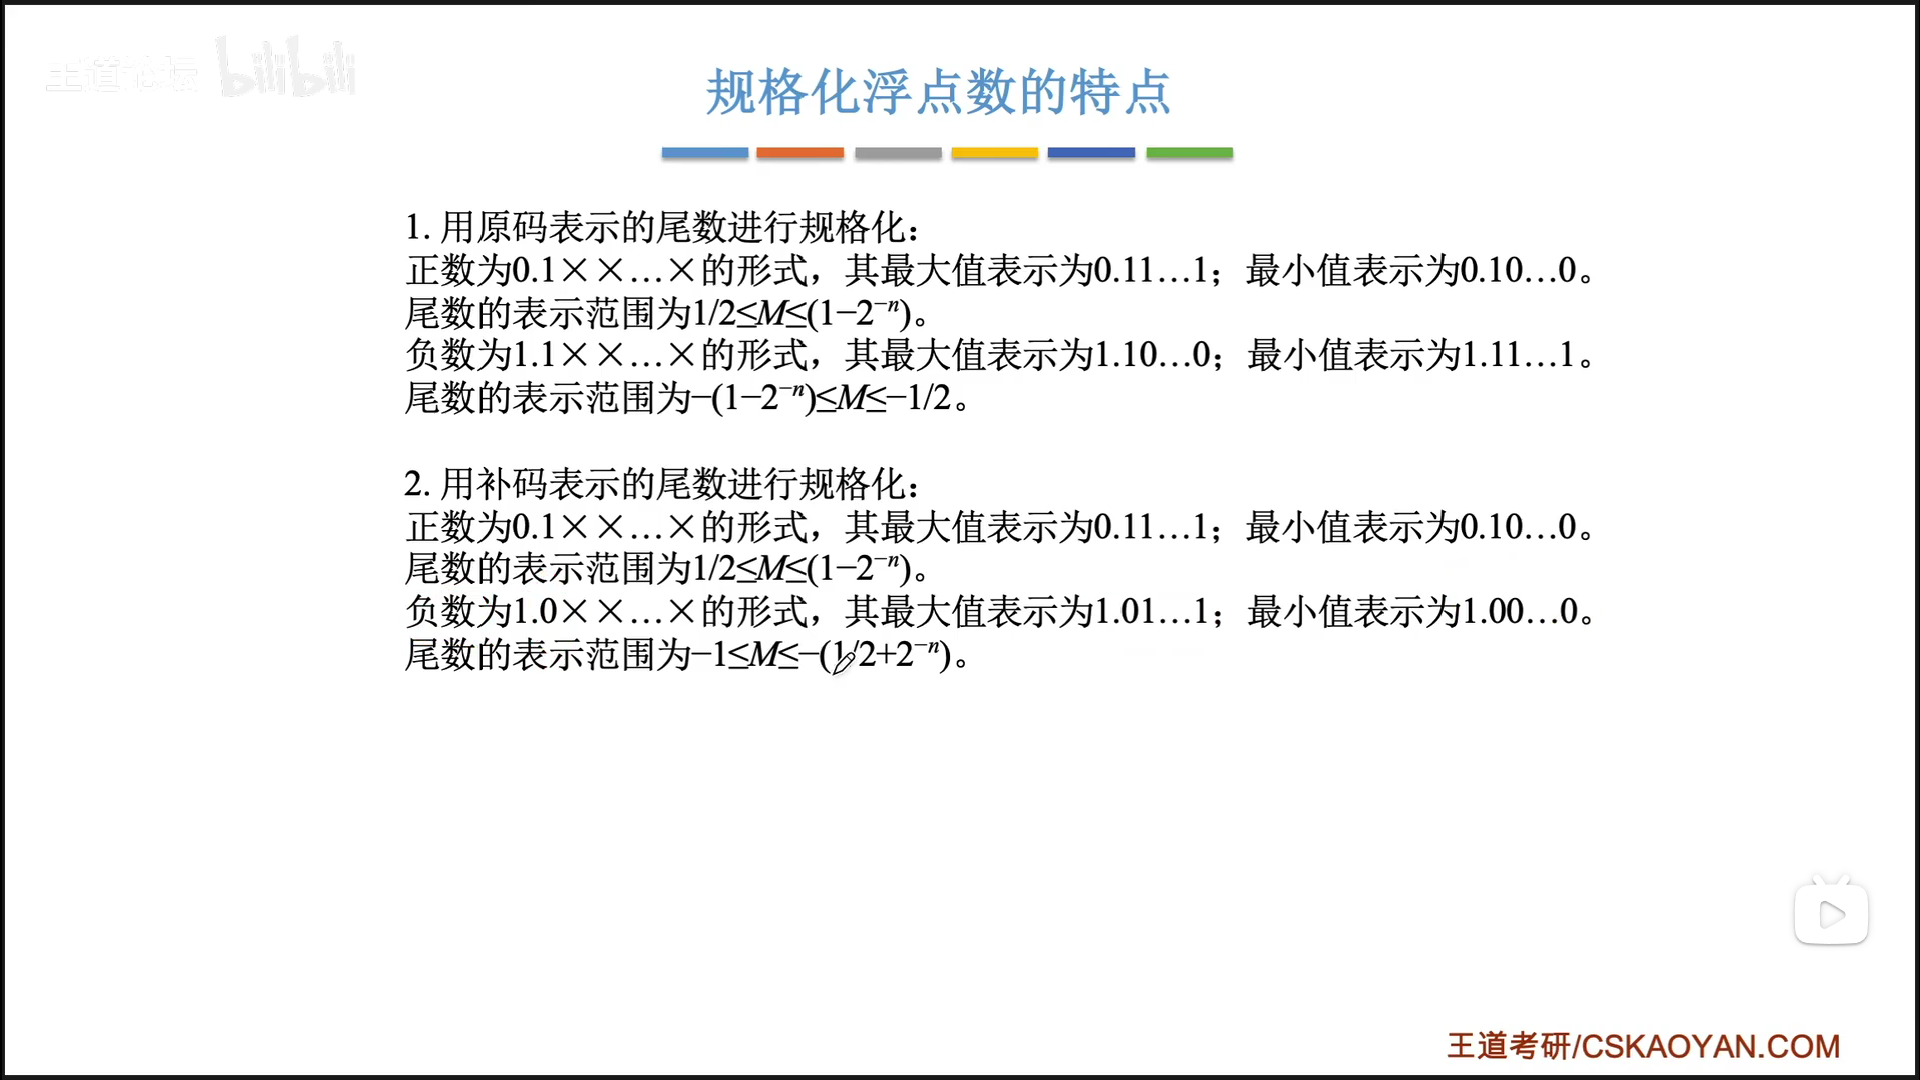 王道论坛 bilibili
规格化浮点数的特点
1. 用原码表示的尾数进行规格化：
正数为0.1××…×的形式，其最大值表示为0.11…1；最小值表示为0.10…0。
尾数的表示范围为1/2≤M≤(1−2⁻ⁿ)。
负数为1.1××…×的形式，其最大值表示为1.10…0；最小值表示为1.11…1。
尾数的表示范围为−(1−2⁻ⁿ)≤M≤−1/2。
2. 用补码表示的尾数进行规格化：
正数为0.1××…×的形式，其最大值表示为0.11…1；最小值表示为0.10…0。
尾数的表示范围为1/2≤M≤(1−2⁻ⁿ)。
负数为1.0××…×的形式，其最大值表示为1.01…1；最小值表示为1.00…0。
尾数的表示范围为−1≤M≤−(1/2+2⁻ⁿ)。
王道考研/CSKAOYAN.COM